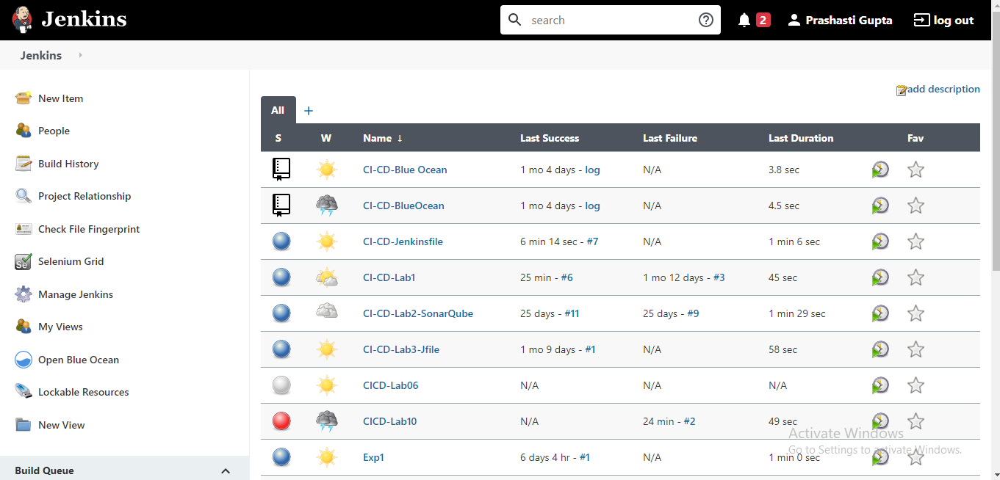 Jenkins
search
2
Prashasti Gupta
log out
Jenkins
New Item
People
Build History
Project Relationship
Check File Fingerprint
Selenium Grid
Manage Jenkins
My Views
Open Blue Ocean
Lockable Resources
New View
Build Queue
add description
All +
S W Name ↓ Last Success Last Failure Last Duration Fav
CI-CD-Blue Ocean 1 mo 4 days - log N/A 3.8 sec
CI-CD-BlueOcean 1 mo 4 days - log N/A 4.5 sec
CI-CD-Jenkinsfile 6 min 14 sec - #7 N/A 1 min 6 sec
CI-CD-Lab1 25 min - #6 1 mo 12 days - #3 45 sec
CI-CD-Lab2-SonarQube 25 days - #11 25 days - #9 1 min 29 sec
CI-CD-Lab3-Jfile 1 mo 9 days - #1 N/A 58 sec
CICD-Lab06 N/A N/A N/A
CICD-Lab10 N/A 24 min - #2 49 sec
Exp1 6 days 4 hr - #1 N/A 1 min 0 sec
Activate Windows
Go to Settings to activate Windows.